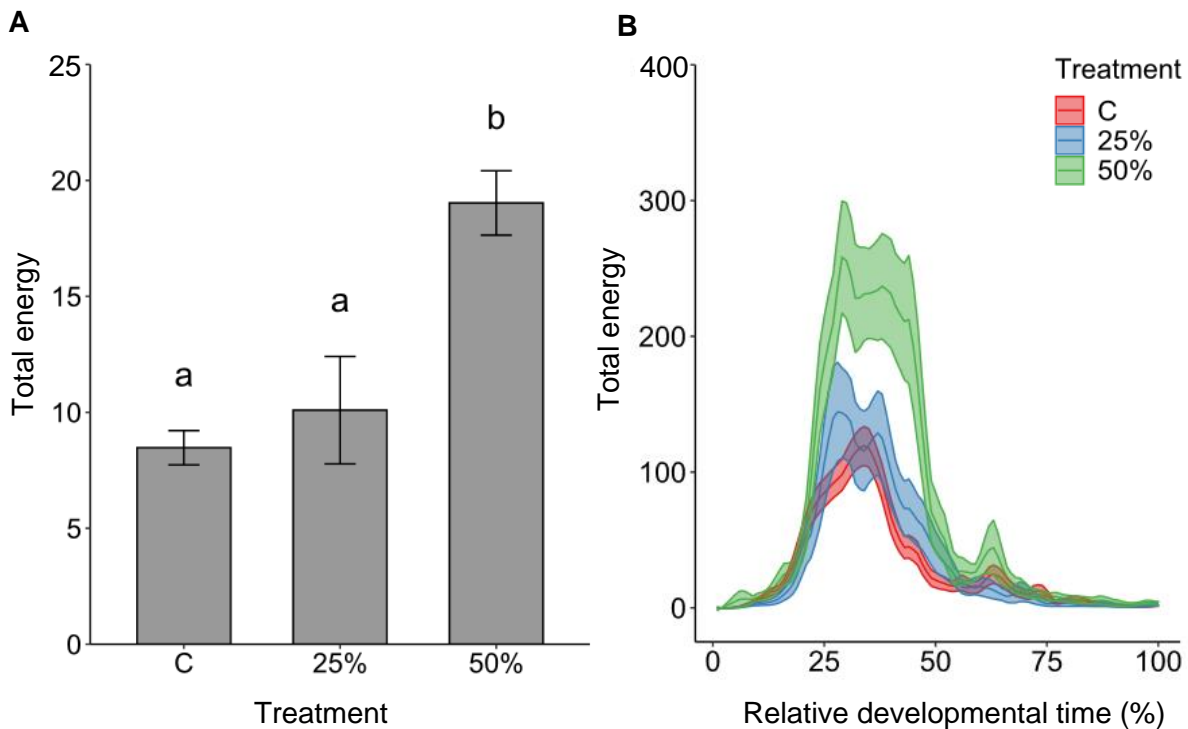 A
Total energy
25
20
15
10
5
0
a
a
b
C
25%
50%
Treatment
B
Total energy
400
300
200
100
0
0
25
50
75
100
Relative developmental time (%)
Treatment
C
25%
50%